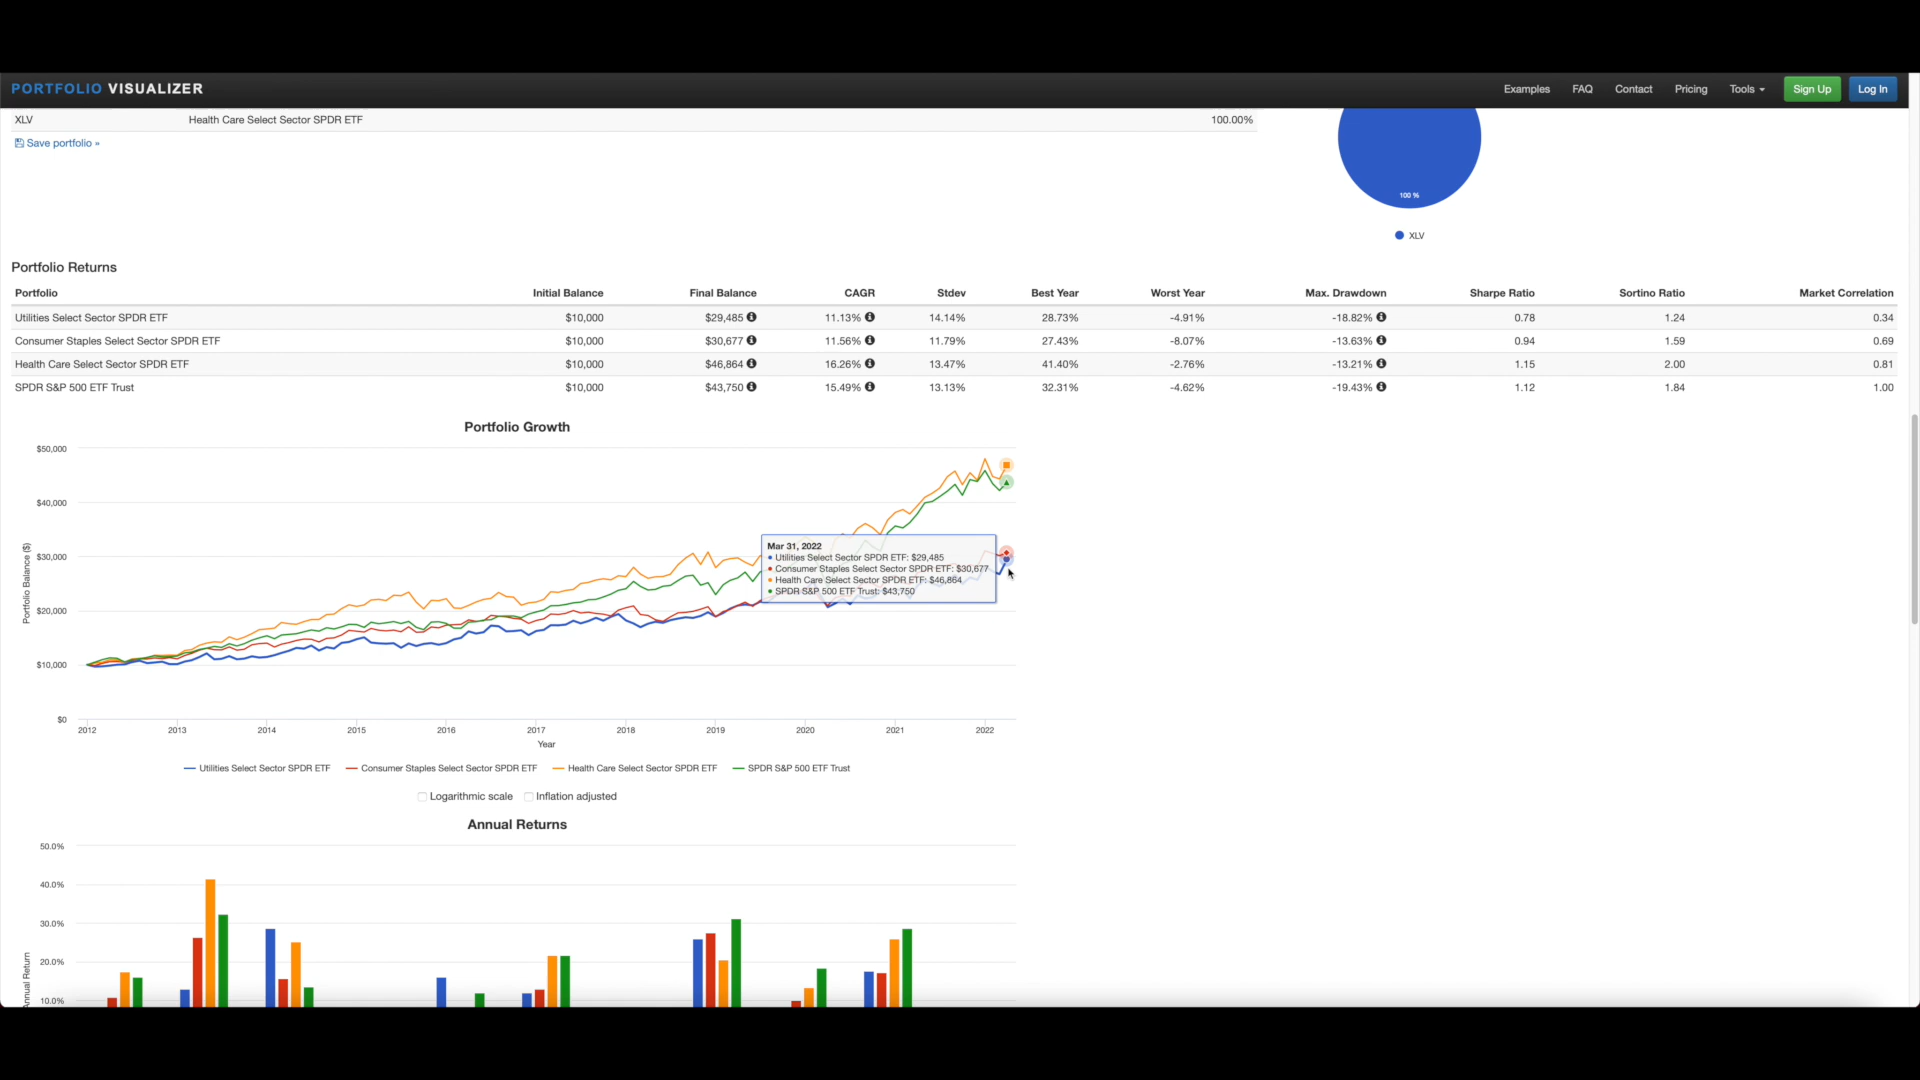 PORTFOLIO VISUALIZER Examples FAQ Contact Pricing Tools Sign Up Log In
XLV Health Care Select Sector SPDR ETF 100.00%
Save portfolio »
100 %
XLV
Portfolio Returns
Portfolio Initial Balance Final Balance CAGR Stdev Best Year Worst Year Max. Drawdown Sharpe Ratio Sortino Ratio Market Correlation
Utilities Select Sector SPDR ETF $10,000 $29,485 11.13% 14.14% 28.73% -4.91% -18.82% 0.78 1.24 0.34
Consumer Staples Select Sector SPDR ETF $10,000 $30,677 11.56% 11.79% 27.43% -8.07% -13.63% 0.94 1.59 0.69
Health Care Select Sector SPDR ETF $10,000 $46,864 16.26% 13.47% 41.40% -2.76% -13.21% 1.15 2.00 0.81
SPDR S&P 500 ETF Trust $10,000 $43,750 15.49% 13.13% 32.31% -4.62% -19.43% 1.12 1.84 1.00
Portfolio Growth
Portfolio Balance ($)
$50,000
$40,000
$30,000
$20,000
$10,000
$0
Mar 31, 2022
Utilities Select Sector SPDR ETF: $29,485
Consumer Staples Select Sector SPDR ETF: $30,677
Health Care Select Sector SPDR ETF: $46,864
SPDR S&P 500 ETF Trust: $43,750
2012 2013 2014 2015 2016 2017 2018 2019 2020 2021 2022
Year
Utilities Select Sector SPDR ETF Consumer Staples Select Sector SPDR ETF Health Care Select Sector SPDR ETF SPDR S&P 500 ETF Trust
Logarithmic scale Inflation adjusted
Annual Returns
Annual Return
50.0%
40.0%
30.0%
20.0%
10.0%